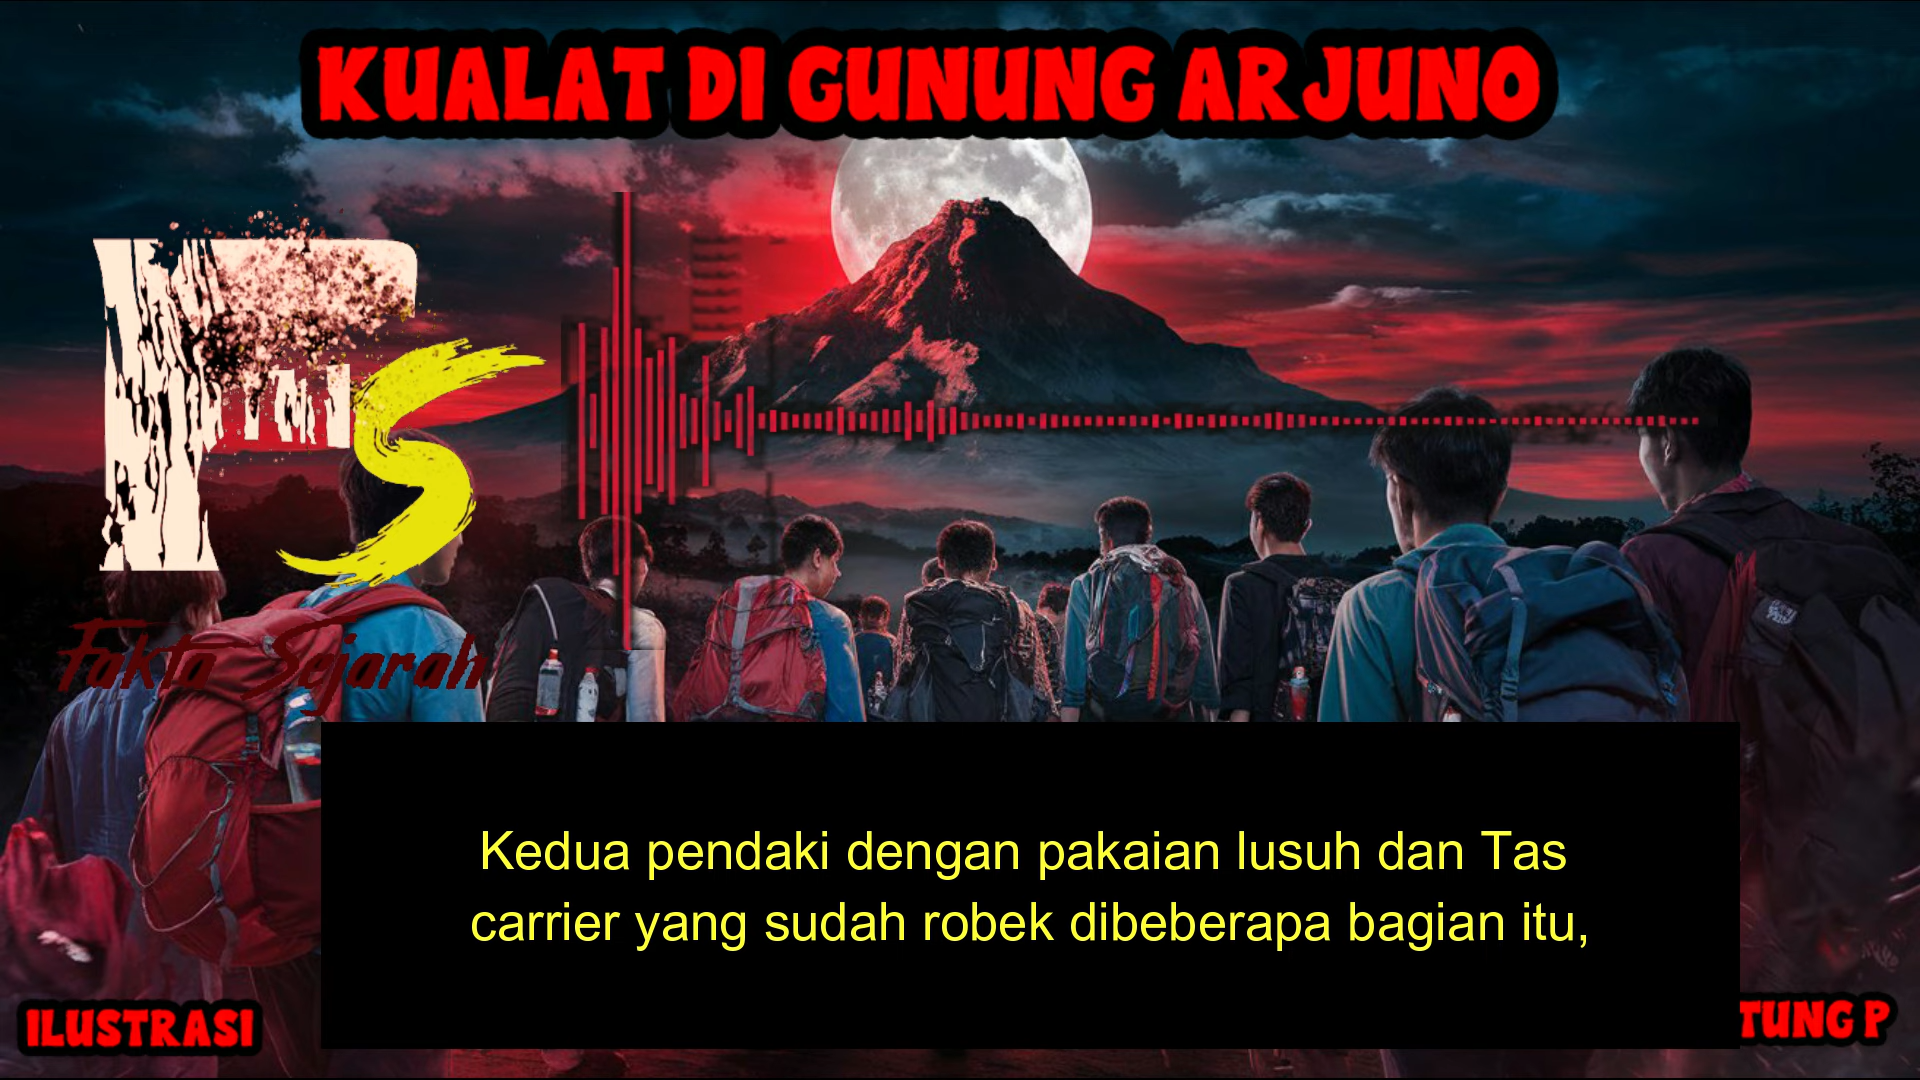 KUALAT DI GUNUNG ARJUNO
FS
Fakta Sejarah
Kedua pendaki dengan pakaian lusuh dan Tas
carrier yang sudah robek dibeberapa bagian itu,
ILUSTRASI
TUNG P